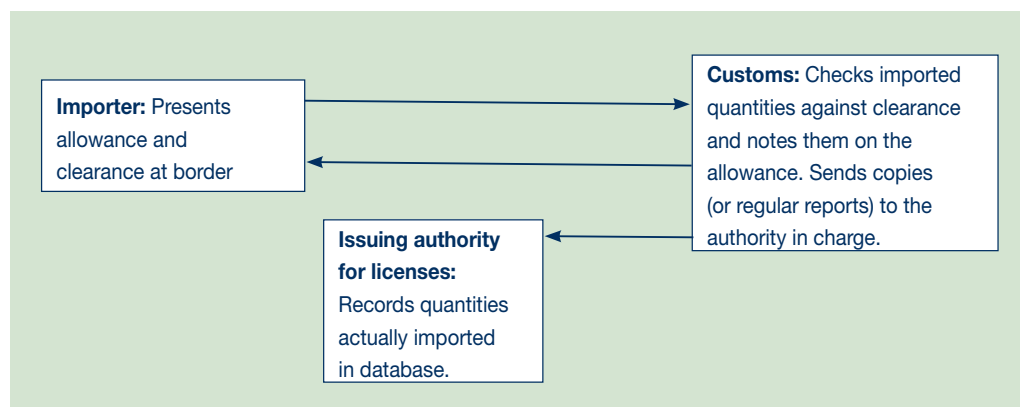 Importer: Presents
allowance and
clearance at border
Customs: Checks imported
quantities against clearance
and notes them on the
allowance. Sends copies
(or regular reports) to the
authority in charge.
Issuing authority
for licenses:
Records quantities
actually imported
in database.